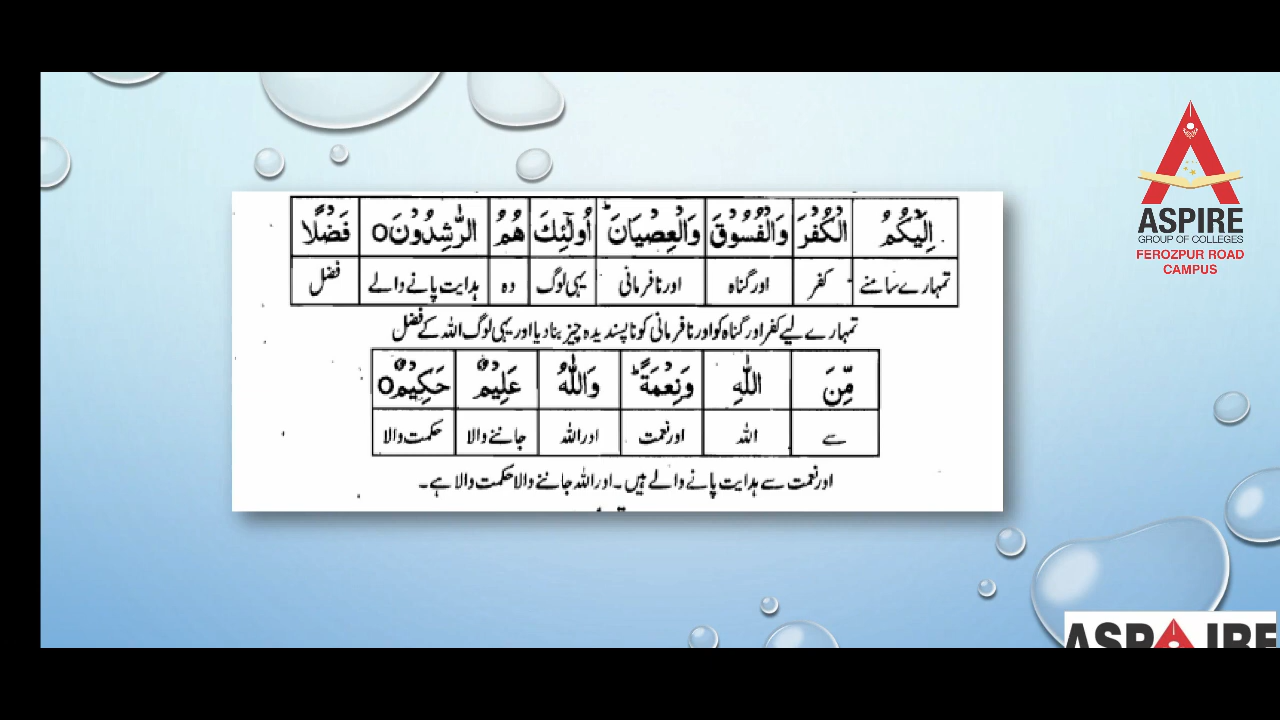 اِلَيْكُمُ الْكُفْرَ وَالْفُسُوْقَ وَالْعِصْيَانَ ؕ اُولٰٓئِكَ هُمُ الرّٰشِدُوْنَ ○ فَضْلًا
تمہارے سامنے کفر اور گناہ اور نافرمانی یہی لوگ وہ ہدایت پانے والے فضل
تمہارے لیے کفر اور گناہ کو اور نافرمانی کو ناپسندیدہ چیز بنا دیا اور یہی لوگ اللہ کے فضل
مِّنَ اللّٰهِ وَنِعْمَةً ؕ وَاللّٰهُ عَلِيْمٌ حَكِيْمٌ ○
سے اللہ اور نعمت اور اللہ جاننے والا حکمت والا
اور نعمت سے ہدایت پانے والے ہیں۔ اور اللہ جاننے والا حکمت والا ہے۔
ASPIRE
GROUP OF COLLEGES
FEROZPUR ROAD
CAMPUS